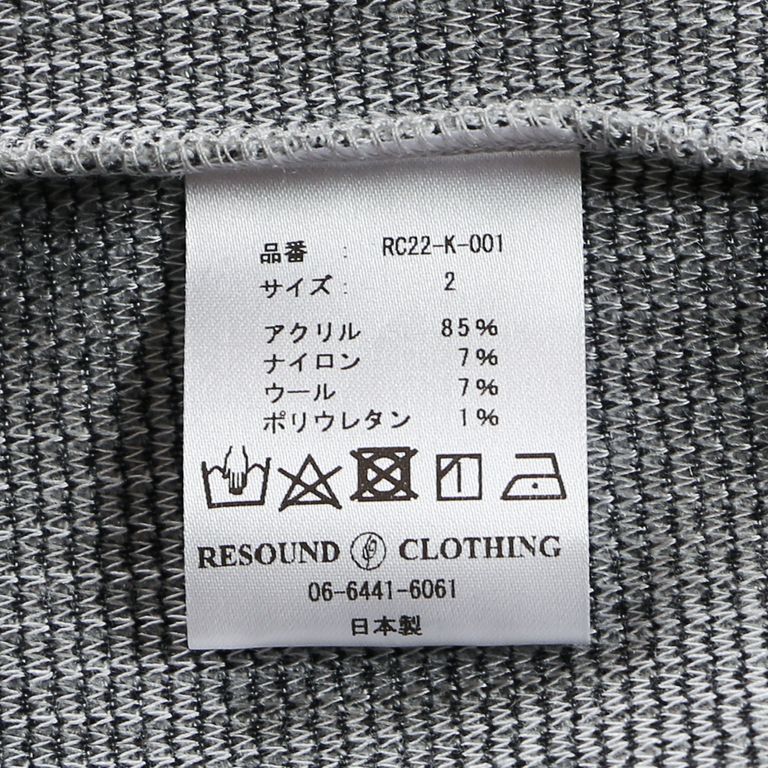 品番 : RC22-K-001
サイズ : 2
アクリル 85%
ナイロン 7%
ウール 7%
ポリウレタン 1%
RESOUND CLOTHING
06-6441-6061
日本製